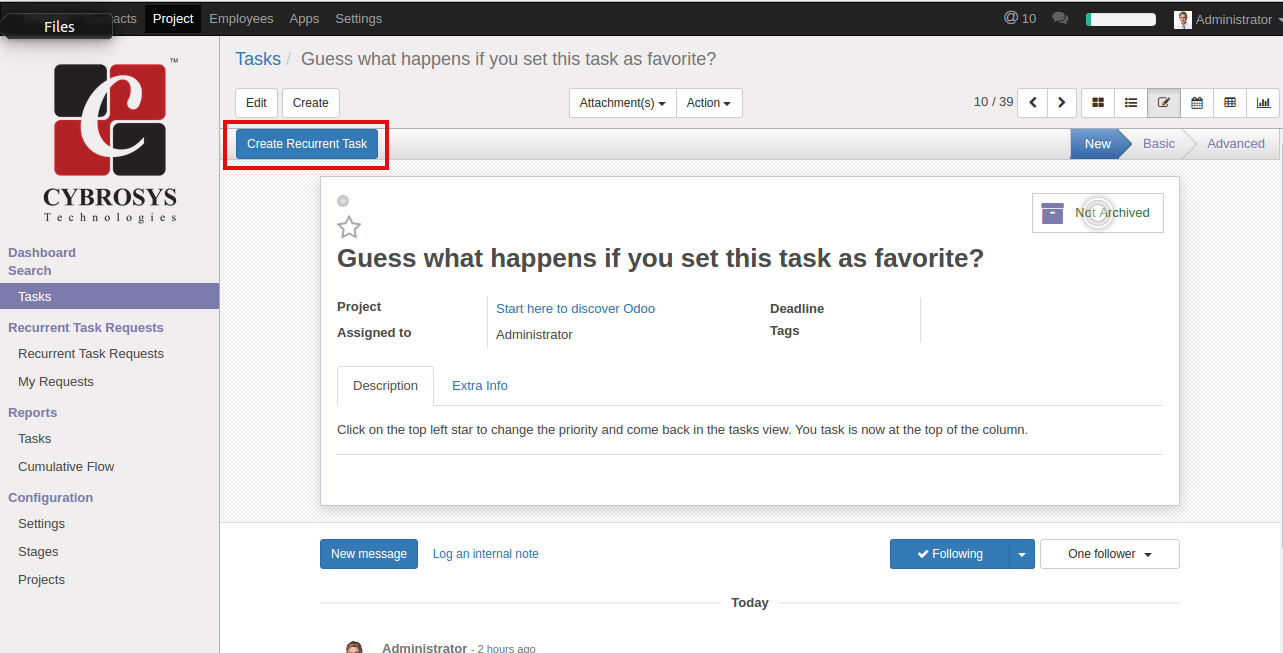 Files
Project Employees Apps Settings @ 10 Administrator
Tasks / Guess what happens if you set this task as favorite?
Edit Create Attachment(s) Action 10 / 39
Create Recurrent Task New Basic Advanced
™
CYBROSYS
Technologies
Dashboard
Search
Tasks
Recurrent Task Requests
Recurrent Task Requests
My Requests
Reports
Tasks
Cumulative Flow
Configuration
Settings
Stages
Projects
Not Archived
Guess what happens if you set this task as favorite?
Project Start here to discover Odoo
Assigned to Administrator
Deadline
Tags
Description Extra Info
Click on the top left star to change the priority and come back in the tasks view. You task is now at the top of the column.
New message Log an internal note Following One follower
Today
Administrator - 2 hours ago